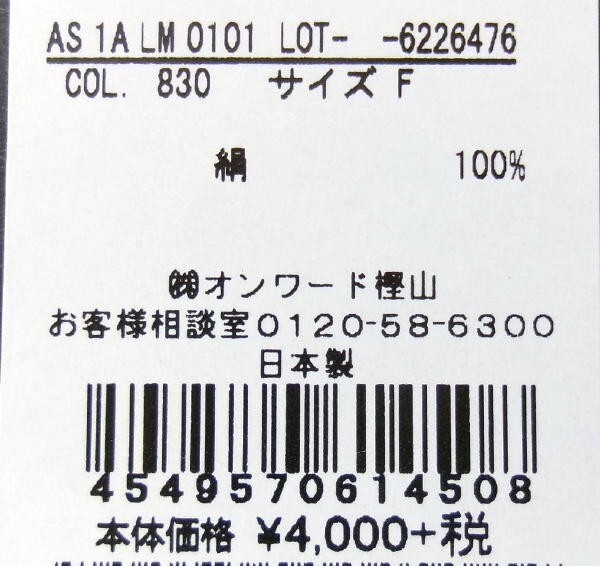 AS 1A LM 0101 LOT- -6226476
COL. 830 サイズ F
絹 100%
㈱オンワード樫山
お客様相談室0120-58-6300
日本製
4549570614508
本体価格 ¥4,000+税